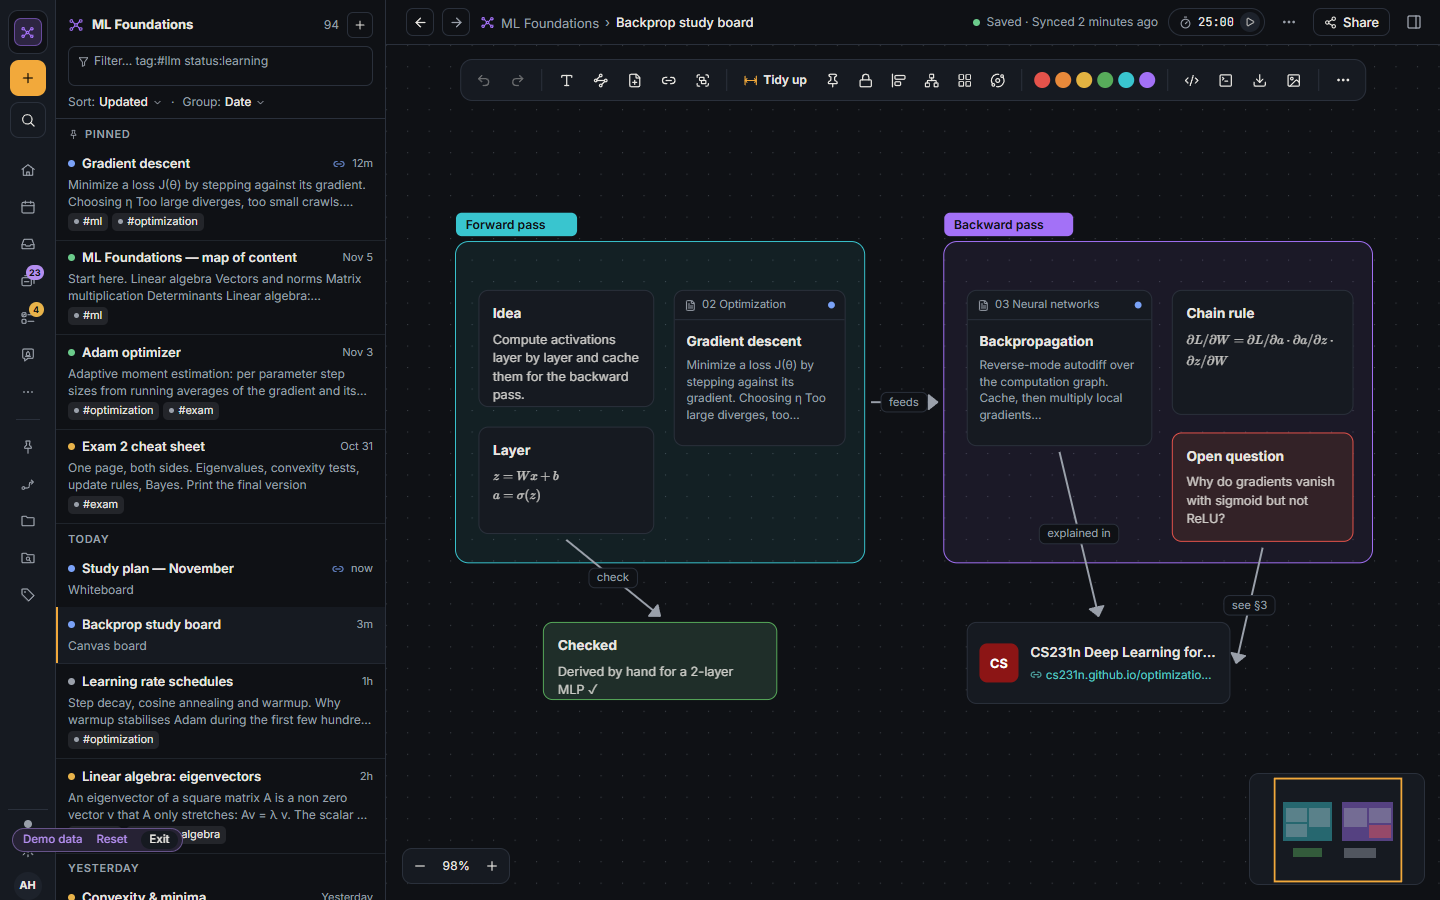 ML Foundations
94
Filter... tag:#llm status:learning
Sort: Updated · Group: Date
PINNED
Gradient descent
12m
Minimize a loss J(θ) by stepping against its gradient.
Choosing η Too large diverges, too small crawls....
#ml #optimization
ML Foundations — map of content
Nov 5
Start here. Linear algebra Vectors and norms Matrix
multiplication Determinants Linear algebra:...
#ml
Adam optimizer
Nov 3
Adaptive moment estimation: per parameter step
sizes from running averages of the gradient and its...
#optimization #exam
Exam 2 cheat sheet
Oct 31
One page, both sides. Eigenvalues, convexity tests,
update rules, Bayes. Print the final version
#exam
TODAY
Study plan — November
now
Whiteboard
Backprop study board
3m
Canvas board
Learning rate schedules
1h
Step decay, cosine annealing and warmup. Why
warmup stabilises Adam during the first few hundre...
#optimization
Linear algebra: eigenvectors
2h
An eigenvector of a square matrix A is a non zero
vector v that A only stretches: Av = λ v. The scalar ...
algebra
YESTERDAY
Convexity & minima
Yesterday
23
4
Demo data Reset Exit
AH
ML Foundations › Backprop study board
Saved · Synced 2 minutes ago
25:00
Share
Tidy up
Forward pass
Idea
Compute activations
layer by layer and cache
them for the backward
pass.
02 Optimization
Gradient descent
Minimize a loss J(θ) by
stepping against its
gradient. Choosing η Too
large diverges, too...
Layer
z = Wx + b
a = σ(z)
feeds
Backward pass
03 Neural networks
Backpropagation
Reverse-mode autodiff over
the computation graph.
Cache, then multiply local
gradients...
Chain rule
∂L/∂W = ∂L/∂a · ∂a/∂z ·
∂z/∂W
Open question
Why do gradients vanish
with sigmoid but not
ReLU?
explained in
check
see §3
Checked
Derived by hand for a 2-layer
MLP ✓
CS
CS231n Deep Learning for...
cs231n.github.io/optimizatio...
98%